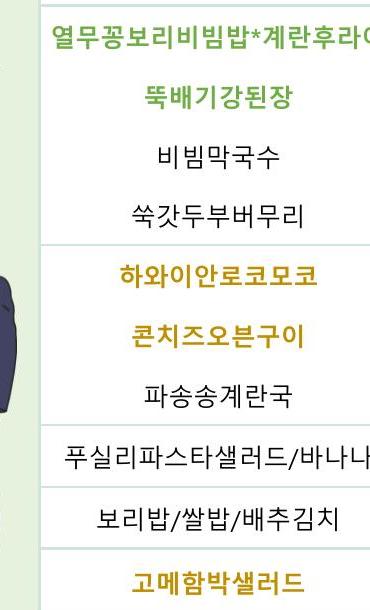 열무꽁보리비빔밥*계란후라
뚝배기강된장
비빔막국수
쑥갓두부버무리
하와이안로코모코
콘치즈오븐구이
파송송계란국
푸실리파스타샐러드/바나나
보리밥/쌀밥/배추김치
고메함박샐러드